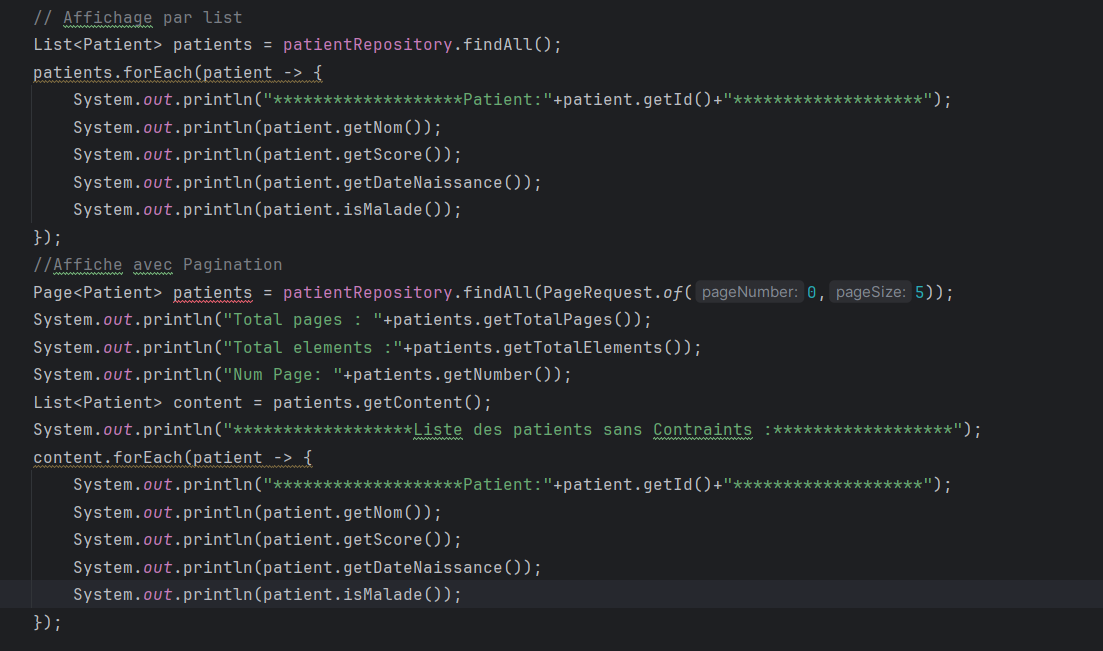 // Affichage par list
List<Patient> patients = patientRepository.findAll();
patients.forEach(patient -> {
    System.out.println("*******************Patient:"+patient.getId()+"*******************");
    System.out.println(patient.getNom());
    System.out.println(patient.getScore());
    System.out.println(patient.getDateNaissance());
    System.out.println(patient.isMalade());
});
//Affiche avec Pagination
Page<Patient> patients = patientRepository.findAll(PageRequest.of( pageNumber: 0, pageSize: 5));
System.out.println("Total pages : "+patients.getTotalPages());
System.out.println("Total elements :"+patients.getTotalElements());
System.out.println("Num Page: "+patients.getNumber());
List<Patient> content = patients.getContent();
System.out.println("******************Liste des patients sans Contraints :******************");
content.forEach(patient -> {
    System.out.println("*******************Patient:"+patient.getId()+"*******************");
    System.out.println(patient.getNom());
    System.out.println(patient.getScore());
    System.out.println(patient.getDateNaissance());
    System.out.println(patient.isMalade());
});